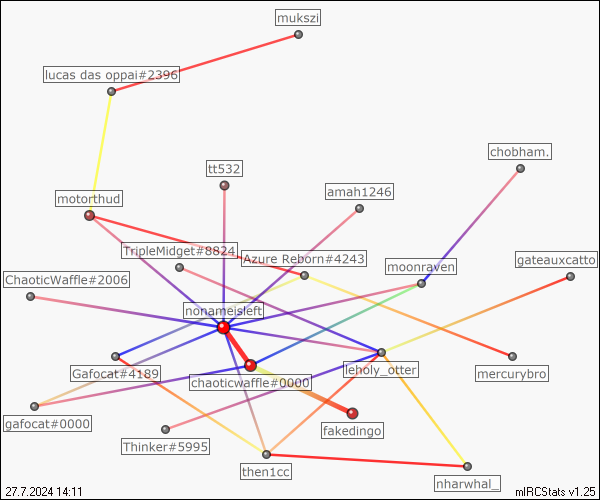 mukszi
lucas das oppai#2396
chobham.
tt532
amah1246
motorthud
TripleMidget#8824
Azure Reborn#4243
moonraven
gateauxcatto
ChaoticWaffle#2006
nonameisleft
Gafocat#4189
chaoticwaffle#0000
leholy_otter
mercurybro
gafocat#0000
fakedingo
Thinker#5995
then1cc
nharwhal_
27.7.2024 14:11
mIRCStats v1.25